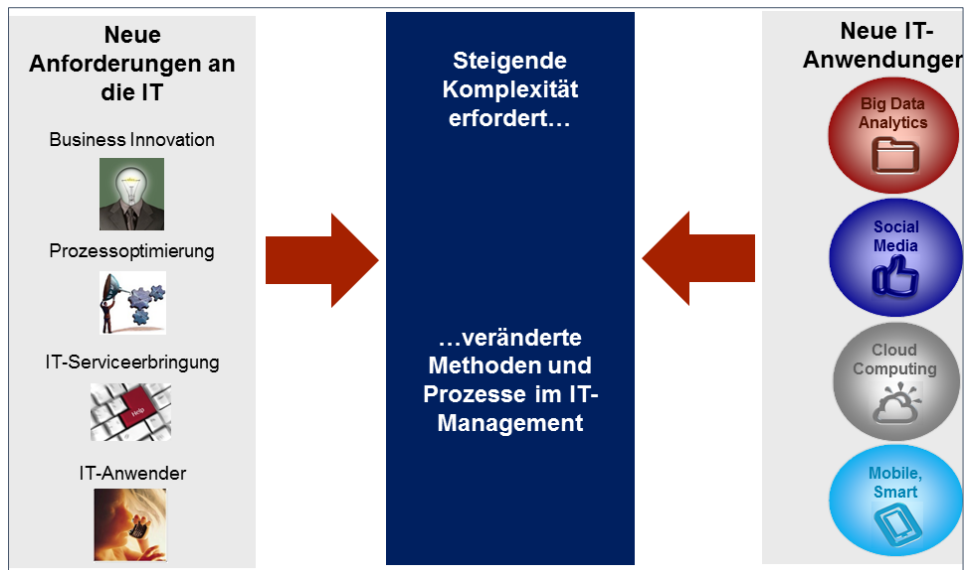 Neue
Anforderungen an
die IT
Business Innovation
Prozessoptimierung
IT-Serviceerbringung
Help
IT-Anwender
Steigende
Komplexität
erfordert…
…veränderte
Methoden und
Prozesse im IT-
Management
Neue IT-
Anwendungen
Big Data
Analytics
Social
Media
Cloud
Computing
Mobile,
Smart